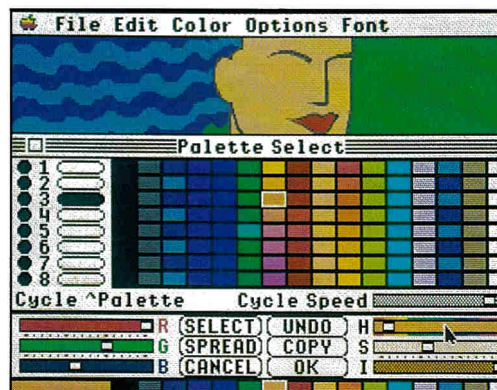 File Edit Color Options Font
Palette Select
1
2
3
4
5
6
7
8
Cycle ^Palette Cycle Speed
R SELECT UNDO H
G SPREAD COPY S
B CANCEL OK I